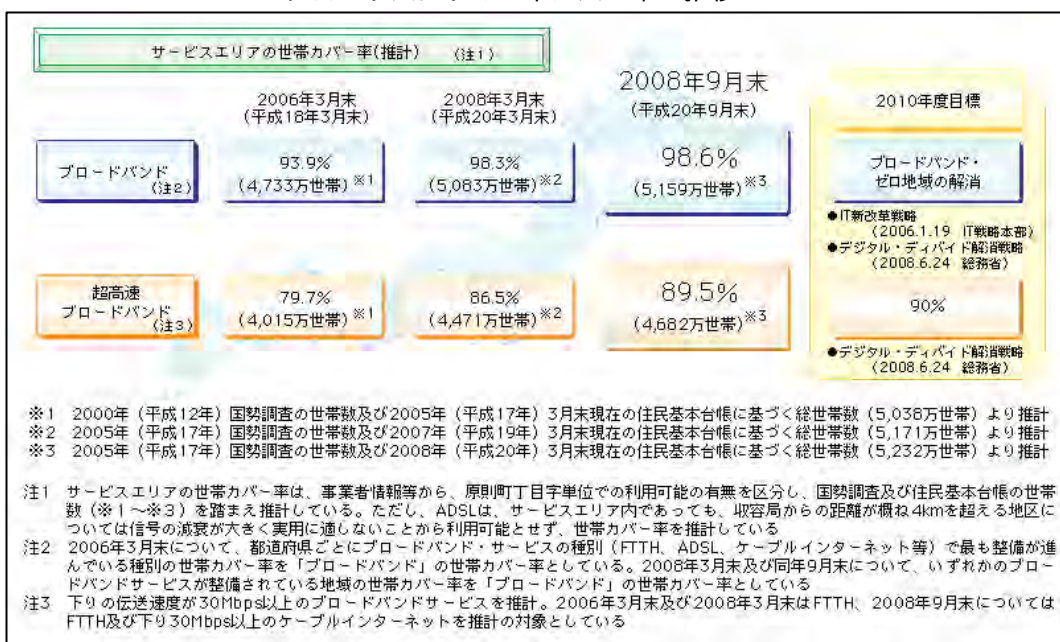 サービスエリアの世帯カバー率(推計) (注1)
2006年3月末
(平成18年3月末)
2008年3月末
(平成20年3月末)
2008年9月末
(平成20年9月末)
2010年度目標
ブロードバンド
(注2)
93.9%
(4,733万世帯)※1
98.3%
(5,083万世帯)※2
98.6%
(5,159万世帯)※3
ブロードバンド・
ゼロ地域の解消
●IT新改革戦略
(2006.1.19 IT戦略本部)
●デジタル・ディバイド解消戦略
(2008.6.24 総務省)
超高速
ブロードバンド
(注3)
79.7%
(4,015万世帯)※1
86.5%
(4,471万世帯)※2
89.5%
(4,682万世帯)※3
90%
●デジタル・ディバイド解消戦略
(2008.6.24 総務省)
※1 2000年(平成12年)国勢調査の世帯数及び2005年(平成17年)3月末現在の住民基本台帳に基づく総世帯数(5,038万世帯)より推計
※2 2005年(平成17年)国勢調査の世帯数及び2007年(平成19年)3月末現在の住民基本台帳に基づく総世帯数(5,171万世帯)より推計
※3 2005年(平成17年)国勢調査の世帯数及び2008年(平成20年)3月末現在の住民基本台帳に基づく総世帯数(5,232万世帯)より推計
注1 サービスエリアの世帯カバー率は、事業者情報等から、原則町丁目字単位での利用可能の有無を区分し、国勢調査及び住民基本台帳の世帯
数(※1~※3)を踏まえ推計している。ただし、ADSLは、サービスエリア内であっても、収容局からの距離が概ね4kmを超える地区に
ついては信号の減衰が大きく実用に適しないことから利用可能とせず、世帯カバー率を推計している
注2 2006年3月末について、都道府県ごとにブロードバンド・サービスの種別(FTTH、ADSL、ケーブルインターネット等)で最も整備が進
んでいる種別の世帯カバー率を「ブロードバンド」の世帯カバー率としている。2008年3月末及び同年9月末について、いずれかのブロー
ドバンドサービスが整備されている地域の世帯カバー率を「ブロードバンド」の世帯カバー率としている
注3 下りの伝送速度が30Mbps以上のブロードバンドサービスを推計。2006年3月末及び2008年3月末はFTTH、2008年9月末については
FTTH及び下り30Mbps以上のケーブルインターネットを推計の対象としている